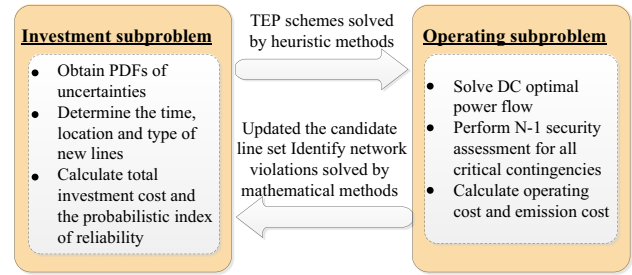 Investment subproblem
● Obtain PDFs of
uncertainties
● Determine the time,
location and type of
new lines
● Calculate total
investment cost and
the probabilistic index
of reliability
TEP schemes solved
by heuristic methods
Updated the candidate
line set Identify network
violations solved by
mathematical methods
Operating subproblem
● Solve DC optimal
power flow
● Perform N-1 security
assessment for all
critical contingencies
● Calculate operating
cost and emission cost